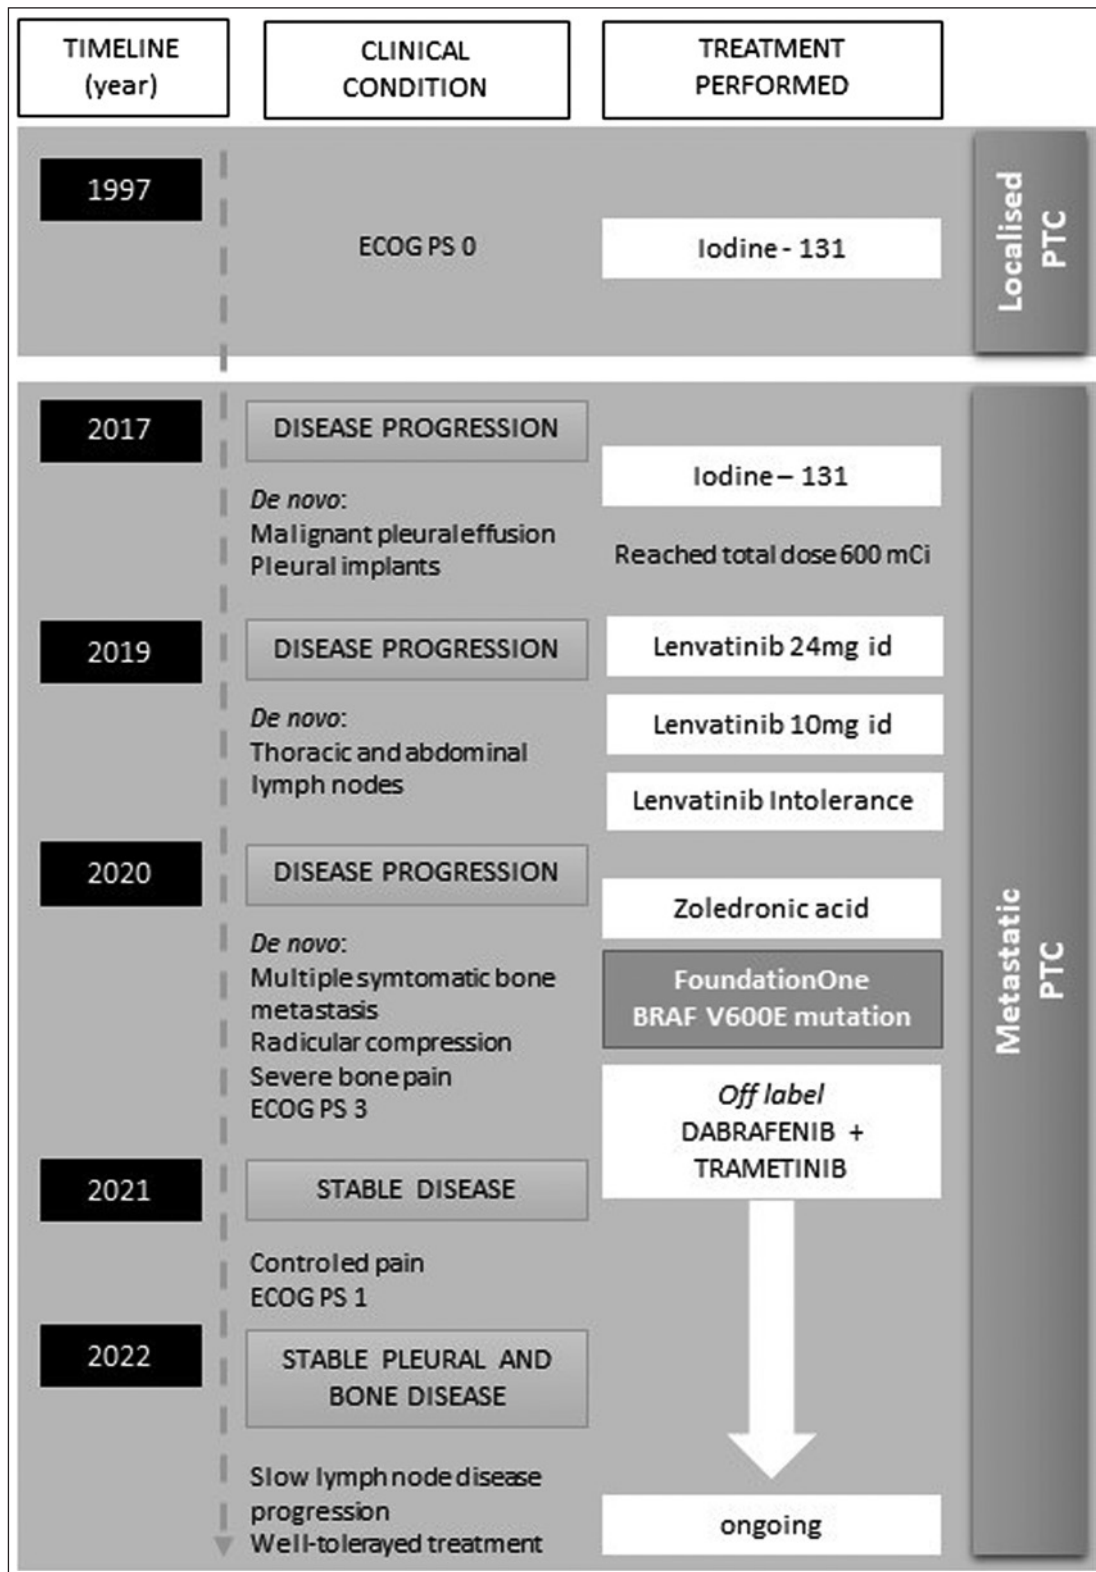 TIMELINE
(year)
CLINICAL
CONDITION
TREATMENT
PERFORMED
1997
ECOG PS 0
Iodine - 131
Localised
PTC
2017
DISEASE PROGRESSION
De novo:
Malignant pleural effusion
Pleural implants
Iodine – 131
Reached total dose 600 mCi
2019
DISEASE PROGRESSION
De novo:
Thoracic and abdominal
lymph nodes
Lenvatinib 24mg id
Lenvatinib 10mg id
Lenvatinib Intolerance
2020
DISEASE PROGRESSION
De novo:
Multiple symtomatic bone
metastasis
Radicular compression
Severe bone pain
ECOG PS 3
Zoledronic acid
FoundationOne
BRAF V600E mutation
Off label
DABRAFENIB +
TRAMETINIB
2021
STABLE DISEASE
Controled pain
ECOG PS 1
2022
STABLE PLEURAL AND
BONE DISEASE
Slow lymph node disease
progression
Well-tolerayed treatment
ongoing
Metastatic
PTC